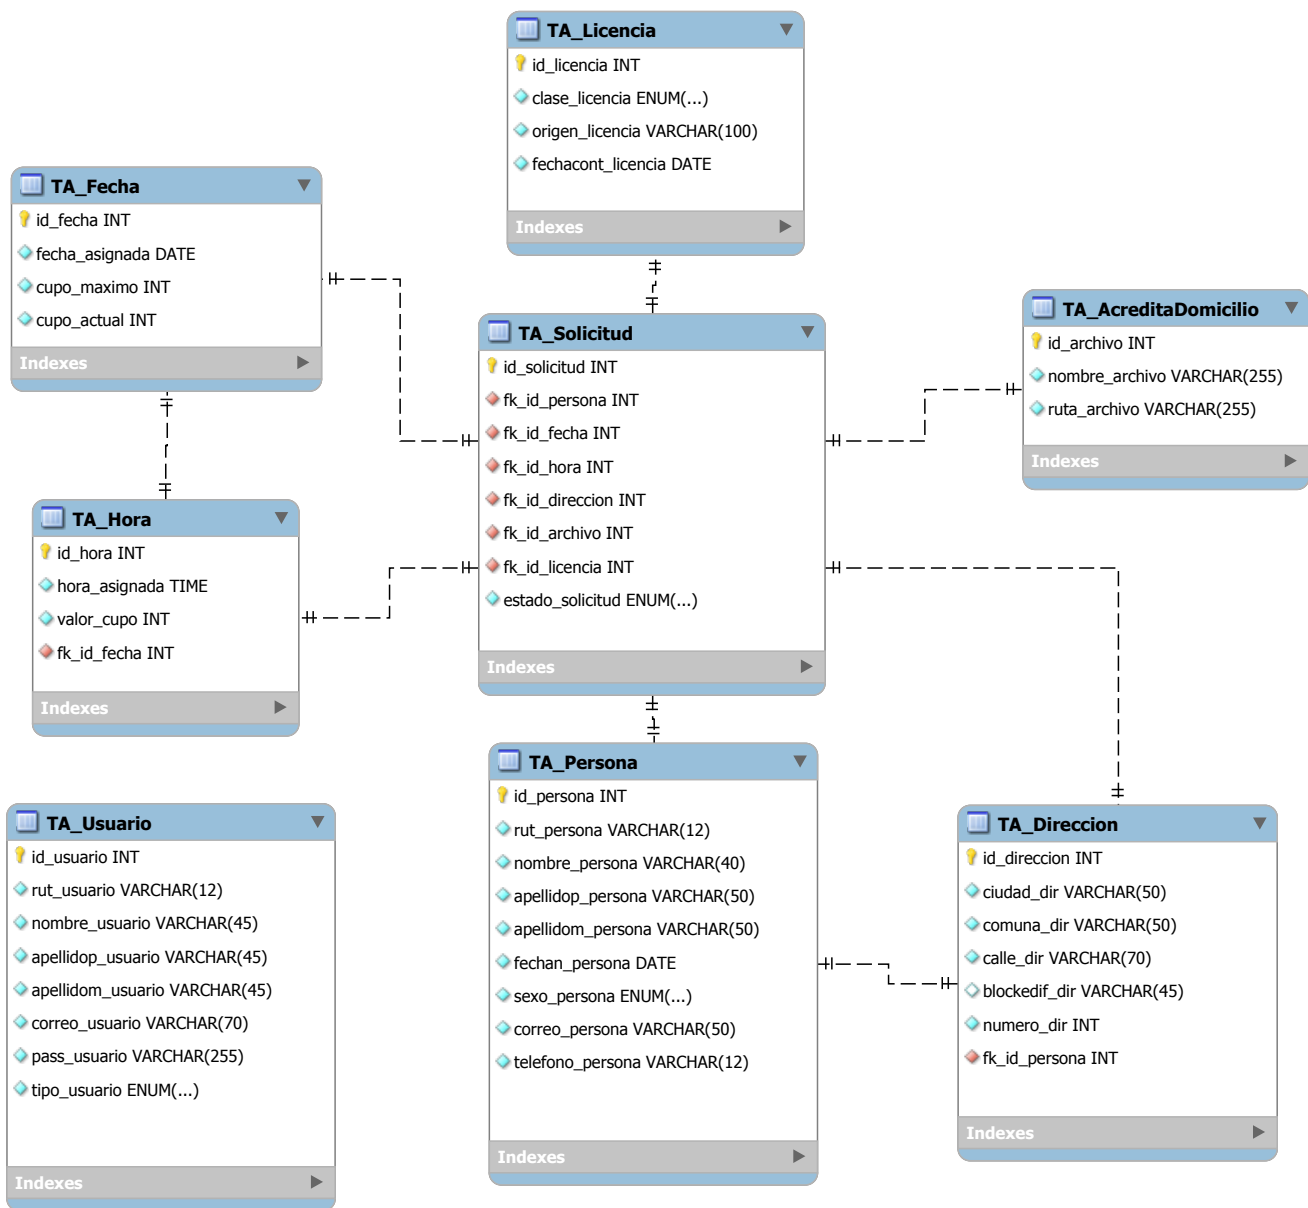 TA_Licencia
id_licencia INT
clase_licencia ENUM(...)
origen_licencia VARCHAR(100)
fechacont_licencia DATE
Indexes
TA_Fecha
id_fecha INT
fecha_asignada DATE
cupo_maximo INT
cupo_actual INT
Indexes
TA_Solicitud
id_solicitud INT
fk_id_persona INT
fk_id_fecha INT
fk_id_hora INT
fk_id_direccion INT
fk_id_archivo INT
fk_id_licencia INT
estado_solicitud ENUM(...)
Indexes
TA_AcreditaDomicilio
id_archivo INT
nombre_archivo VARCHAR(255)
ruta_archivo VARCHAR(255)
Indexes
TA_Hora
id_hora INT
hora_asignada TIME
valor_cupo INT
fk_id_fecha INT
Indexes
TA_Usuario
id_usuario INT
rut_usuario VARCHAR(12)
nombre_usuario VARCHAR(45)
apellidop_usuario VARCHAR(45)
apellidom_usuario VARCHAR(45)
correo_usuario VARCHAR(70)
pass_usuario VARCHAR(255)
tipo_usuario ENUM(...)
Indexes
TA_Persona
id_persona INT
rut_persona VARCHAR(12)
nombre_persona VARCHAR(40)
apellidop_persona VARCHAR(50)
apellidom_persona VARCHAR(50)
fechan_persona DATE
sexo_persona ENUM(...)
correo_persona VARCHAR(50)
telefono_persona VARCHAR(12)
Indexes
TA_Direccion
id_direccion INT
ciudad_dir VARCHAR(50)
comuna_dir VARCHAR(50)
calle_dir VARCHAR(70)
blockedif_dir VARCHAR(45)
numero_dir INT
fk_id_persona INT
Indexes